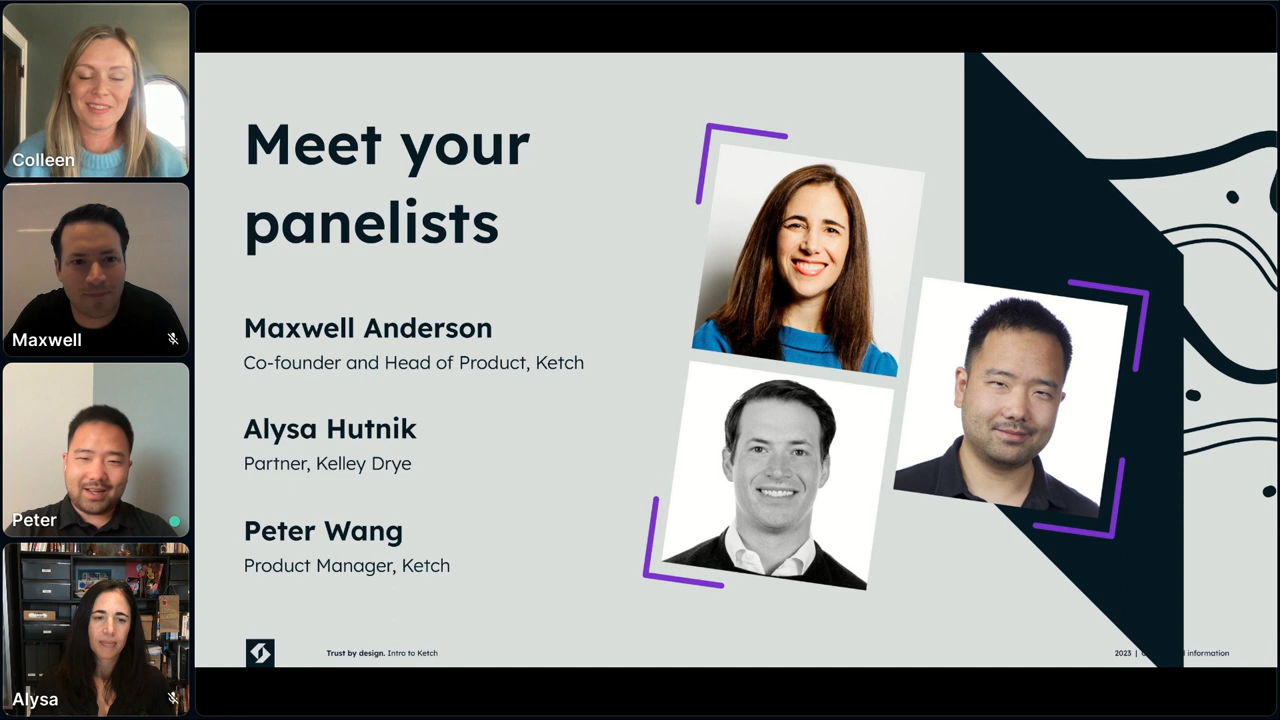 Colleen
Maxwell
Peter
Alysa
Meet your
panelists
Maxwell Anderson
Co-founder and Head of Product, Ketch
Alysa Hutnik
Partner, Kelley Drye
Peter Wang
Product Manager, Ketch
Trust by design. Intro to Ketch
2023 | information